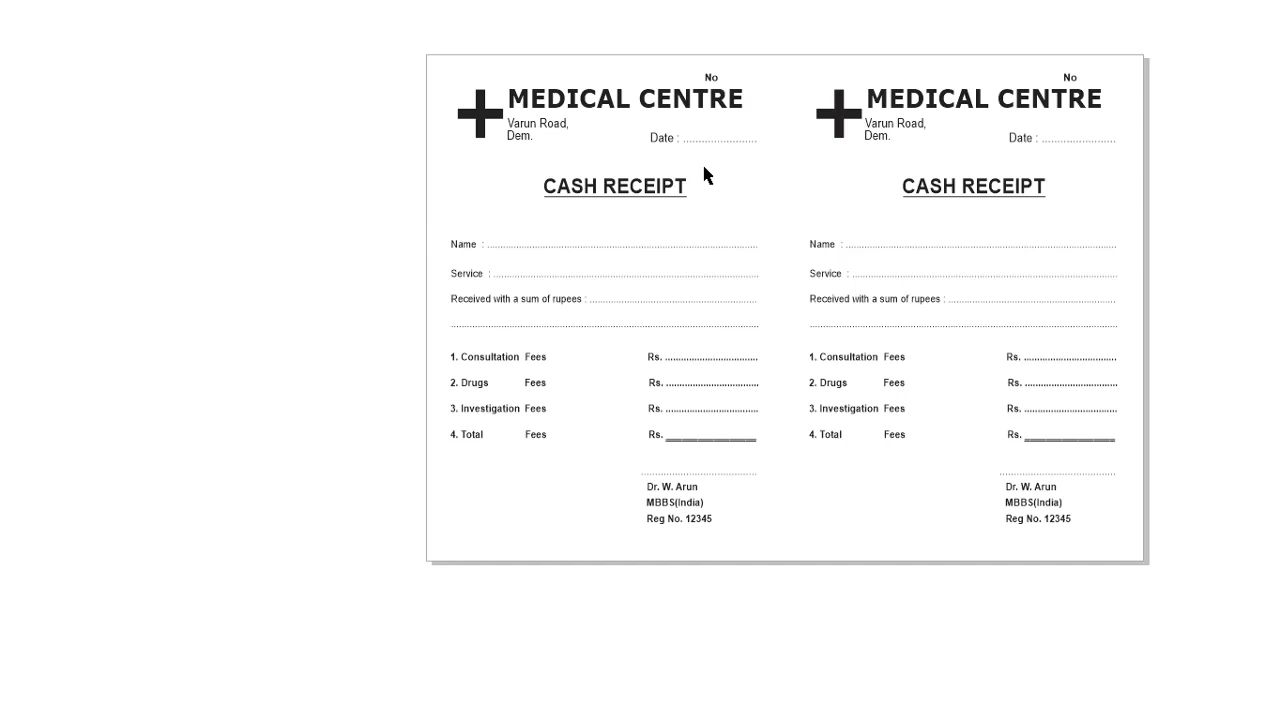 No
MEDICAL CENTRE
Varun Road,
Dem.
Date : ........................
CASH RECEIPT
Name : ..........................................................................................
Service : ........................................................................................
Received with a sum of rupees : ........................................................
.......................................................................................................
1. Consultation Fees Rs. ...............................
2. Drugs Fees Rs. ...............................
3. Investigation Fees Rs. ...............................
4. Total Fees Rs. _______________
......................................
Dr. W. Arun
MBBS(India)
Reg No. 12345
No
MEDICAL CENTRE
Varun Road,
Dem.
Date : ........................
CASH RECEIPT
Name : ..........................................................................................
Service : ........................................................................................
Received with a sum of rupees : ........................................................
.......................................................................................................
1. Consultation Fees Rs. ...............................
2. Drugs Fees Rs. ...............................
3. Investigation Fees Rs. ...............................
4. Total Fees Rs. _______________
......................................
Dr. W. Arun
MBBS(India)
Reg No. 12345